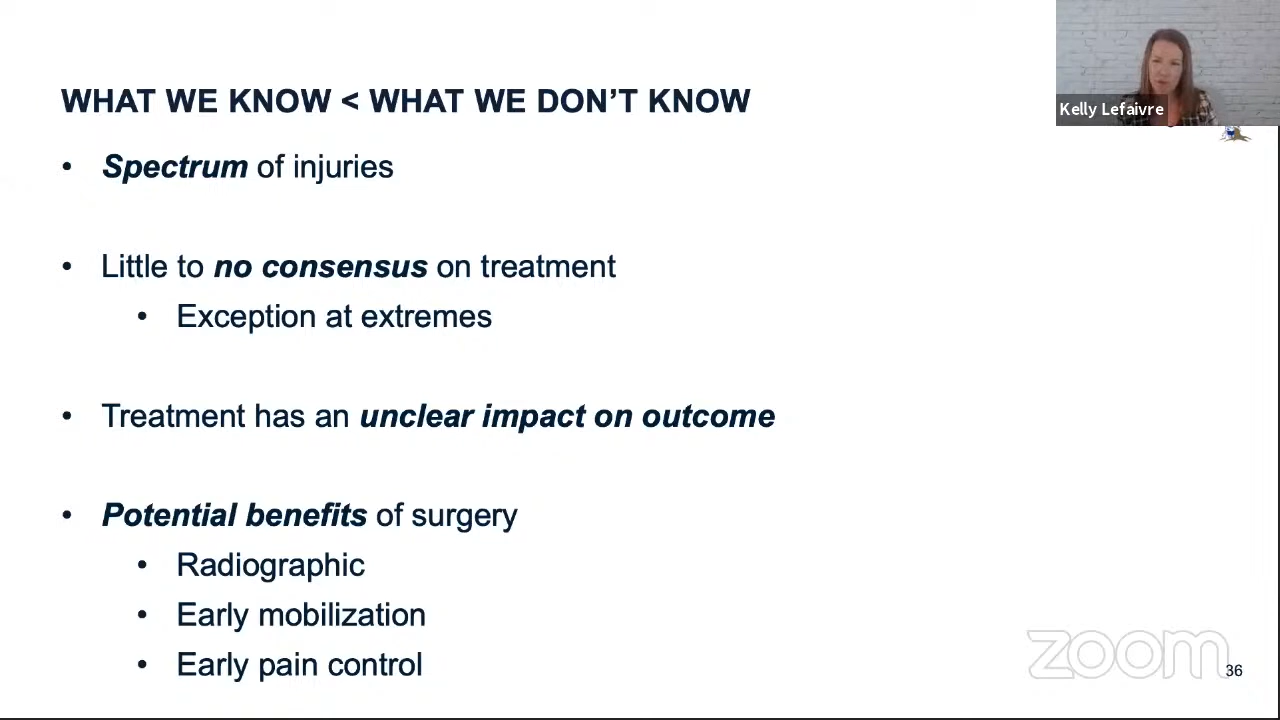 Kelly Lefaivre
WHAT WE KNOW < WHAT WE DON’T KNOW
• Spectrum of injuries
• Little to no consensus on treatment
• Exception at extremes
• Treatment has an unclear impact on outcome
• Potential benefits of surgery
• Radiographic
• Early mobilization
• Early pain control
zoom
36